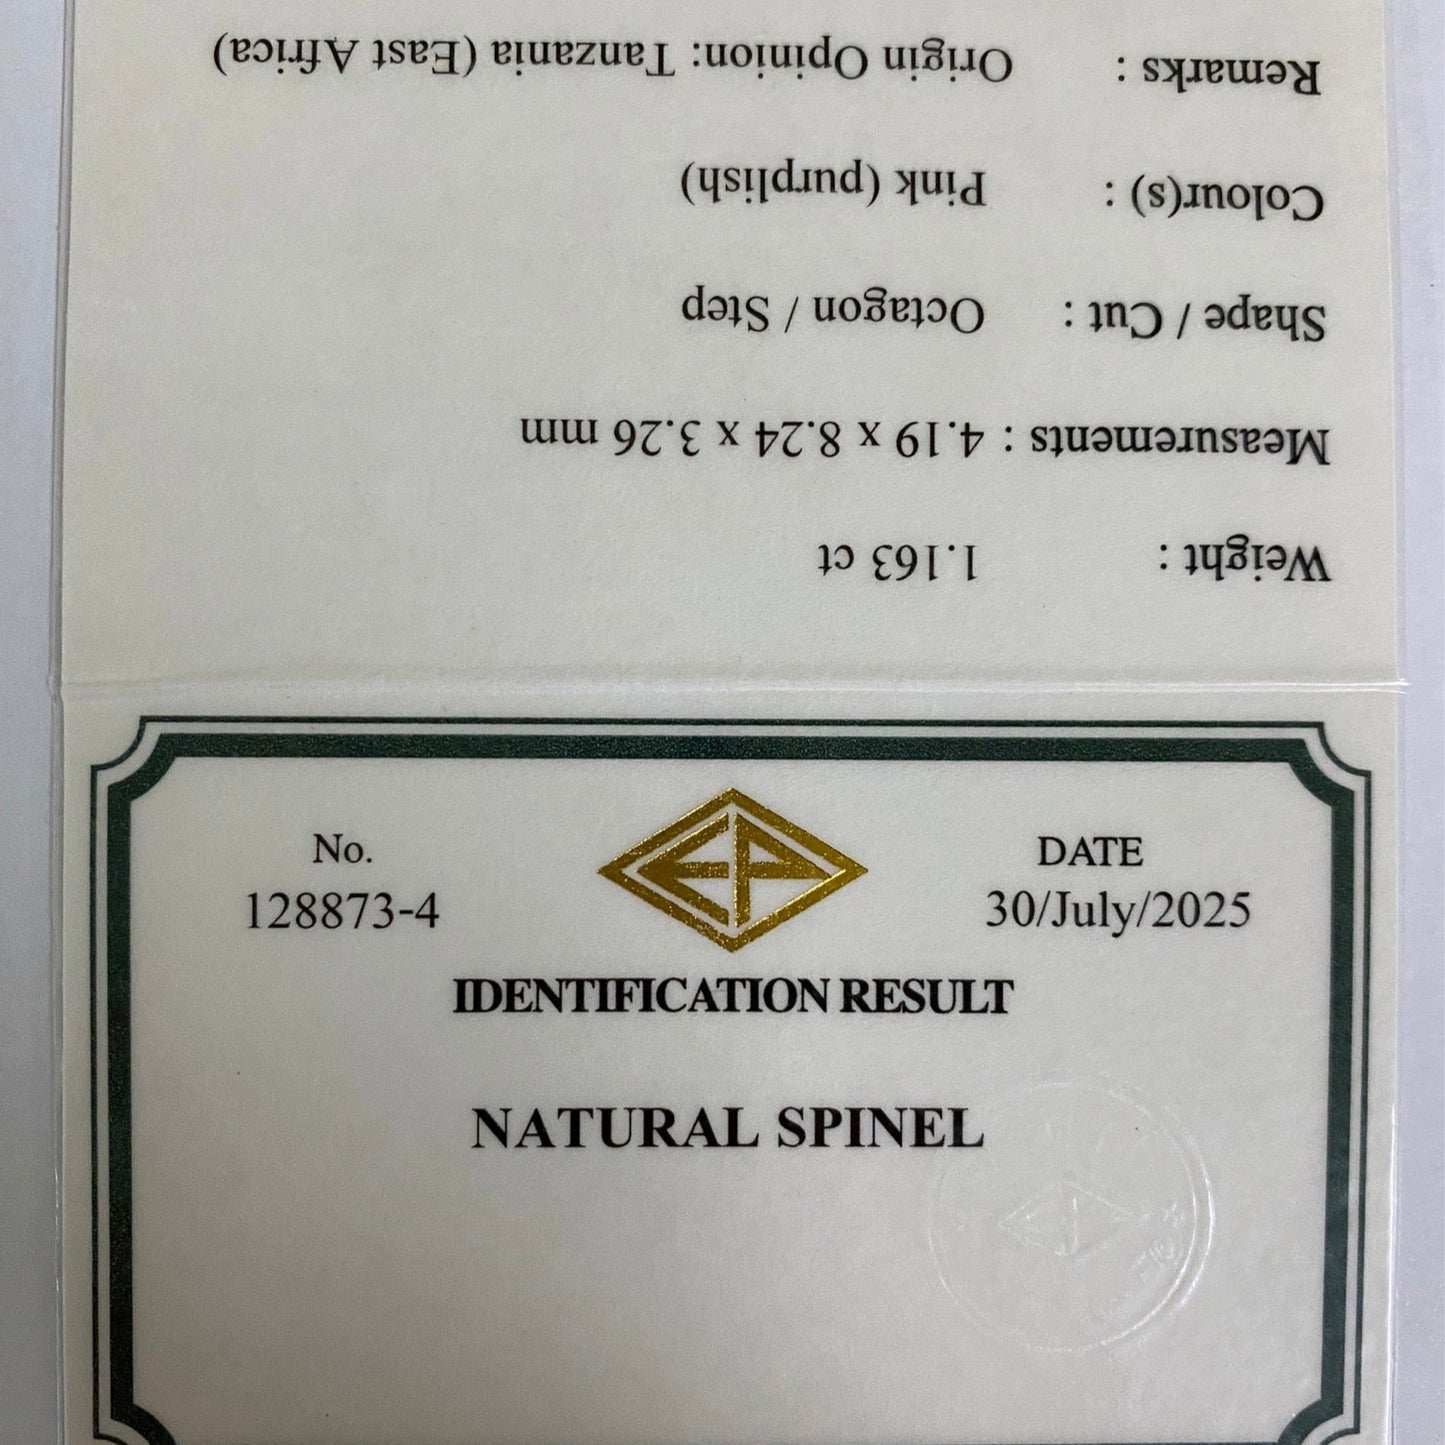 No.
128873-4
EP
DATE
30/July/2025
IDENTIFICATION RESULT
NATURAL SPINEL
Weight : 1.163 ct
Measurements : 4.19 x 8.24 x 3.26 mm
Shape / Cut : Octagon / Step
Colour(s) : Pink (purplish)
Remarks : Origin Opinion: Tanzania (East Africa)